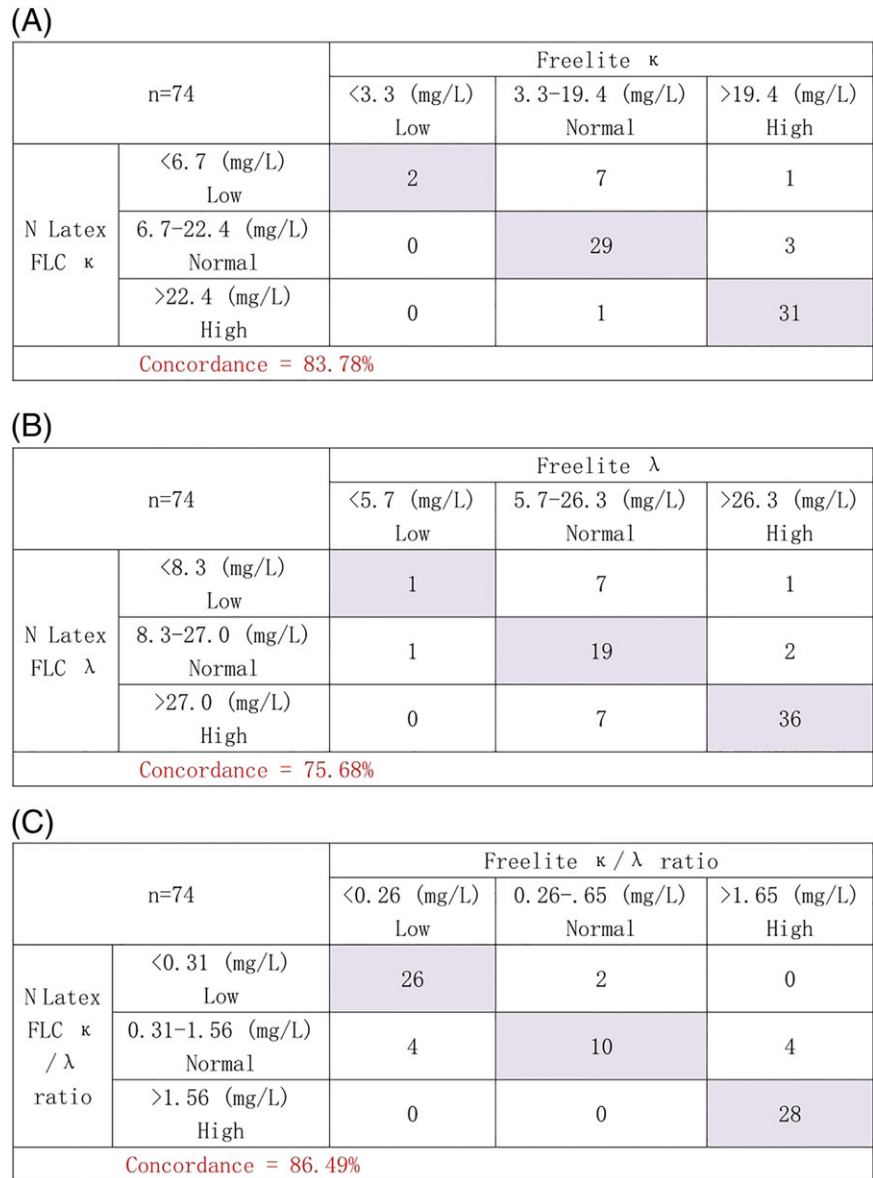 (A)
n=74
Freelite κ
<3.3 (mg/L)
Low
3.3-19.4 (mg/L)
Normal
>19.4 (mg/L)
High
N Latex
FLC κ
<6.7 (mg/L)
Low
2
7
1
6.7-22.4 (mg/L)
Normal
0
29
3
>22.4 (mg/L)
High
0
1
31
Concordance = 83.78%
(B)
n=74
Freelite λ
<5.7 (mg/L)
Low
5.7-26.3 (mg/L)
Normal
>26.3 (mg/L)
High
N Latex
FLC λ
<8.3 (mg/L)
Low
1
7
1
8.3-27.0 (mg/L)
Normal
1
19
2
>27.0 (mg/L)
High
0
7
36
Concordance = 75.68%
(C)
n=74
Freelite κ/λ ratio
<0.26 (mg/L)
Low
0.26-.65 (mg/L)
Normal
>1.65 (mg/L)
High
N Latex
FLC κ
/λ
ratio
<0.31 (mg/L)
Low
26
2
0
0.31-1.56 (mg/L)
Normal
4
10
4
>1.56 (mg/L)
High
0
0
28
Concordance = 86.49%